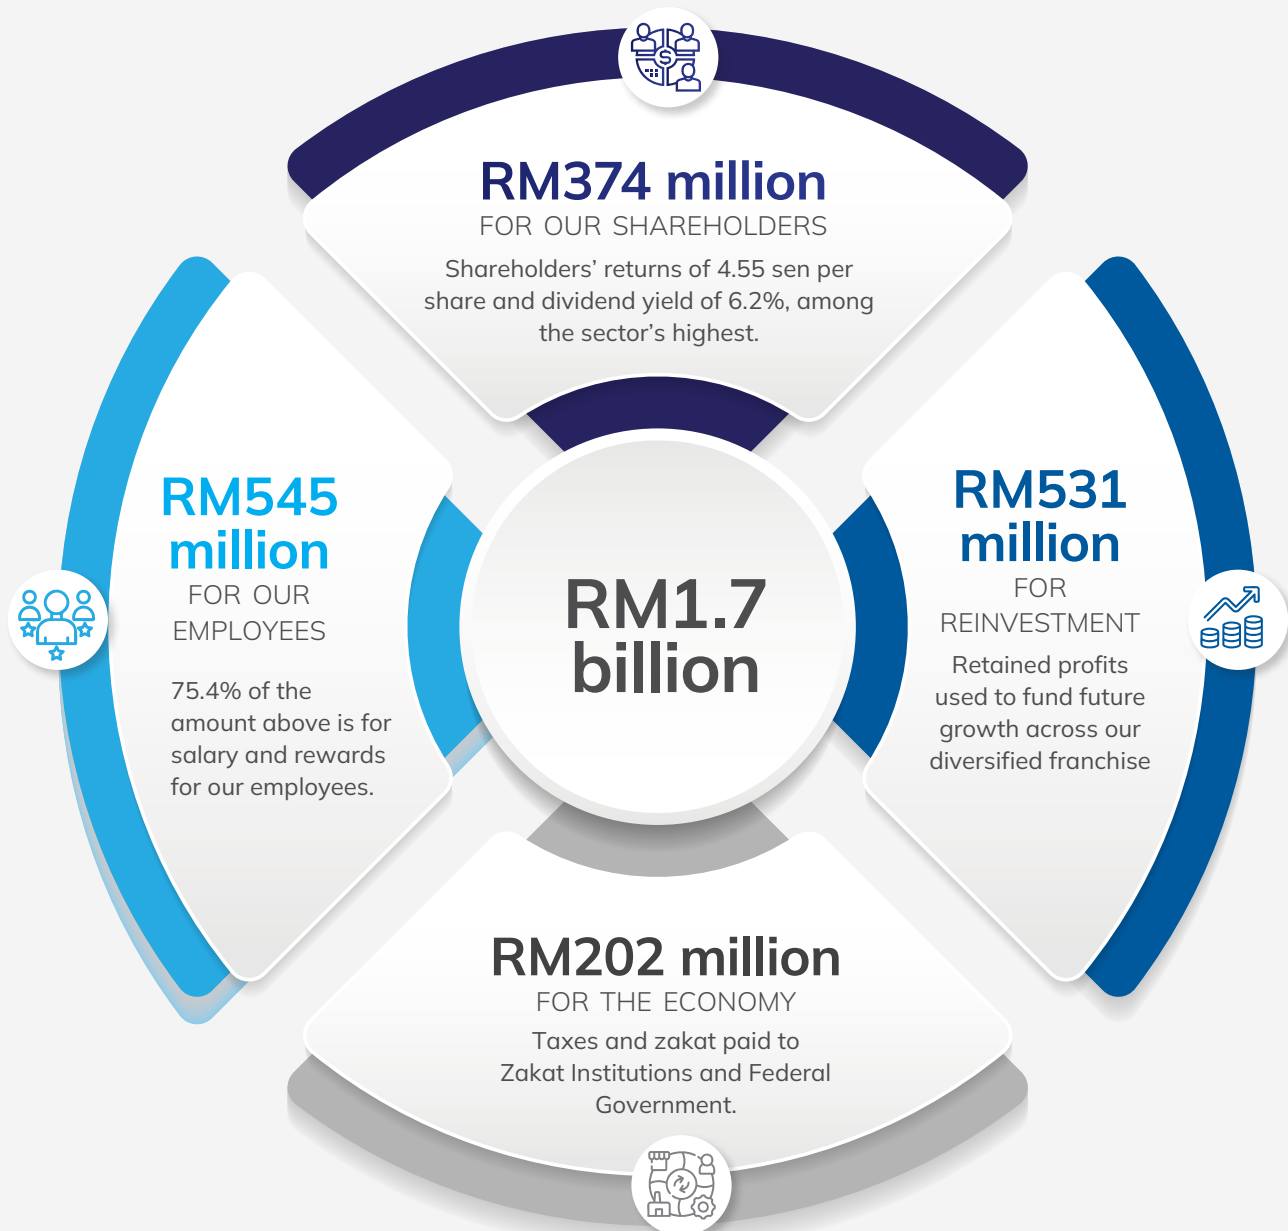 RM374 million
FOR OUR SHAREHOLDERS
Shareholders’ returns of 4.55 sen per
share and dividend yield of 6.2%, among
the sector’s highest.
RM545
million
FOR OUR
EMPLOYEES
75.4% of the
amount above is for
salary and rewards
for our employees.
RM1.7
billion
RM531
million
FOR
REINVESTMENT
Retained profits
used to fund future
growth across our
diversified franchise
RM202 million
FOR THE ECONOMY
Taxes and zakat paid to
Zakat Institutions and Federal
Government.